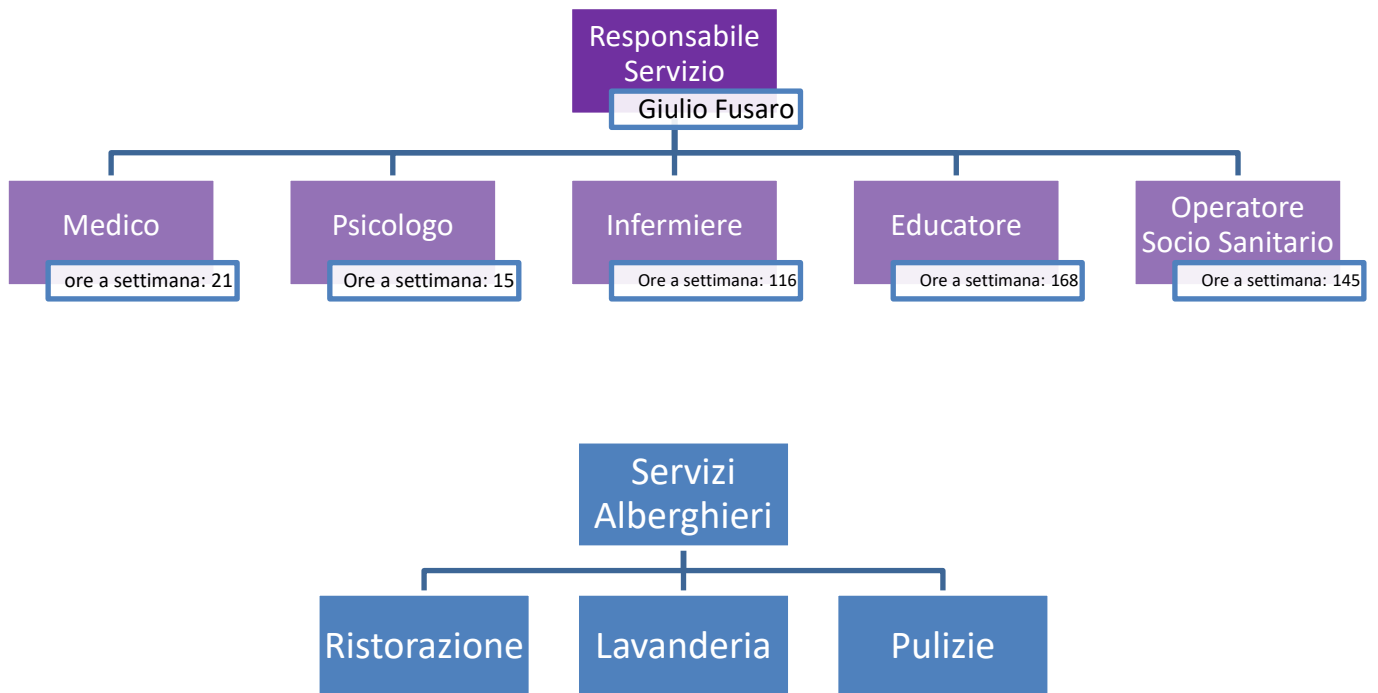 Responsabile
Servizio
Giulio Fusaro
Medico
ore a settimana: 21
Psicologo
Ore a settimana: 15
Infermiere
Ore a settimana: 116
Educatore
Ore a settimana: 168
Operatore
Socio Sanitario
Ore a settimana: 145
Servizi
Alberghieri
Ristorazione
Lavanderia
Pulizie